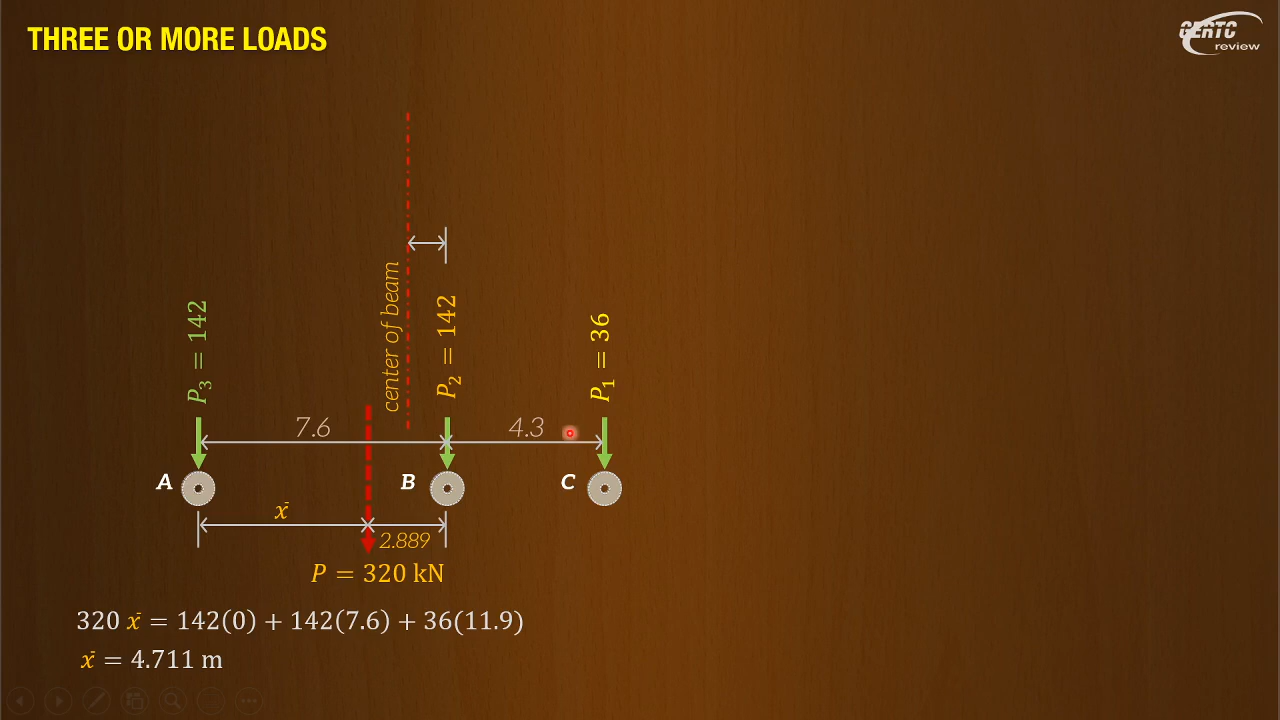 THREE OR MORE LOADS
GERTC
review
center of beam
P₃ = 142
P₂ = 142
P₁ = 36
7.6
4.3
A
B
C
x̄
2.889
P = 320 kN
320 x̄ = 142(0) + 142(7.6) + 36(11.9)
x̄ = 4.711 m